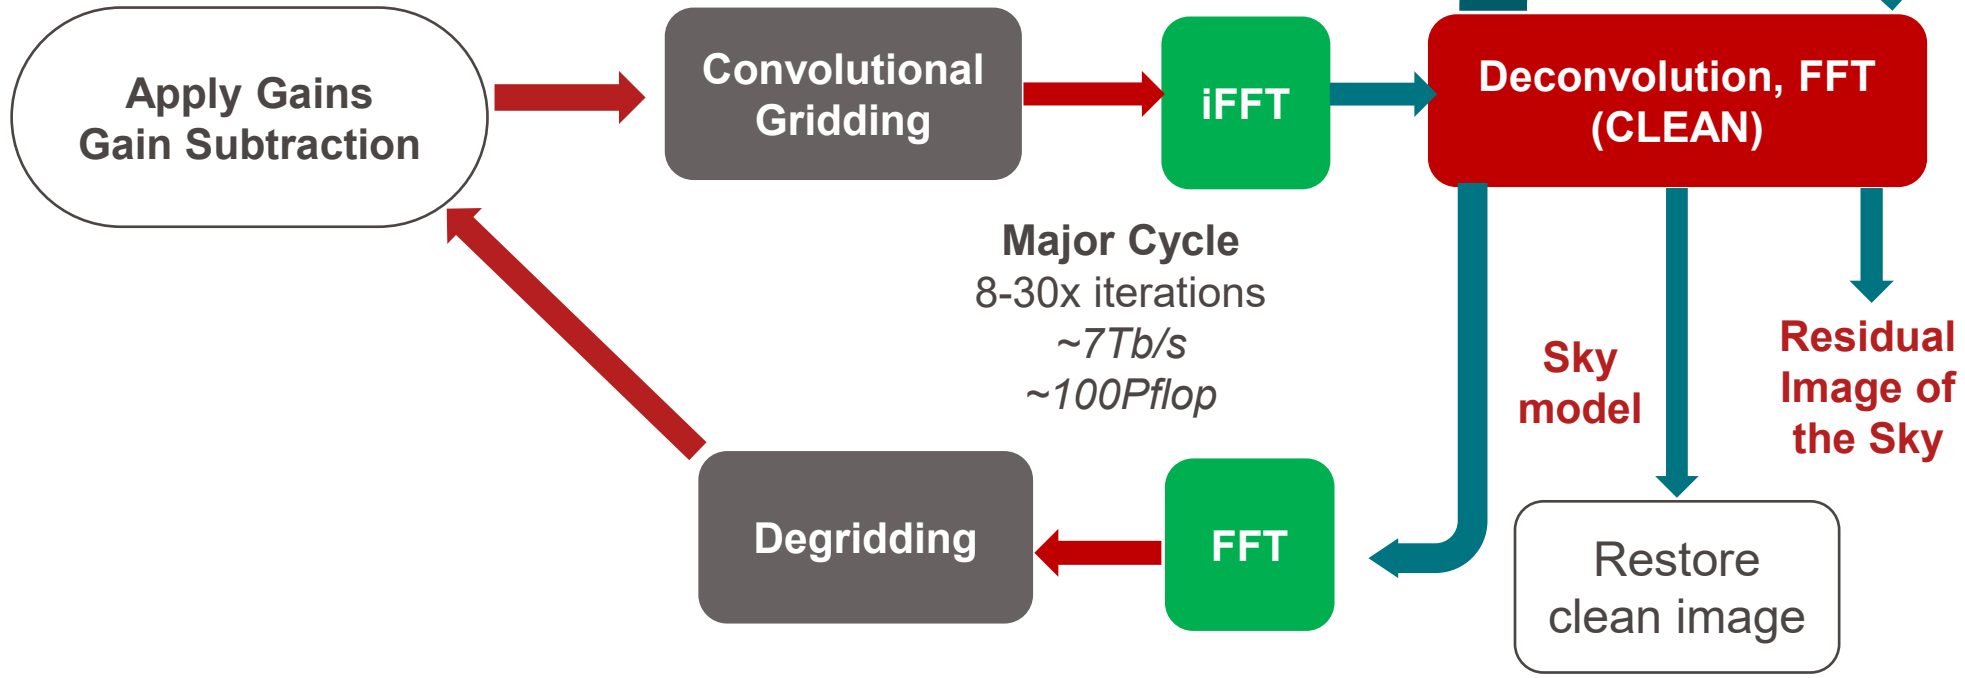 Apply Gains
Gain Subtraction
Convolutional
Gridding
iFFT
Deconvolution, FFT
(CLEAN)
Major Cycle
8-30x iterations
~7Tb/s
~100Pflop
Sky
model
Residual
Image of
the Sky
Degridding
FFT
Restore
clean image